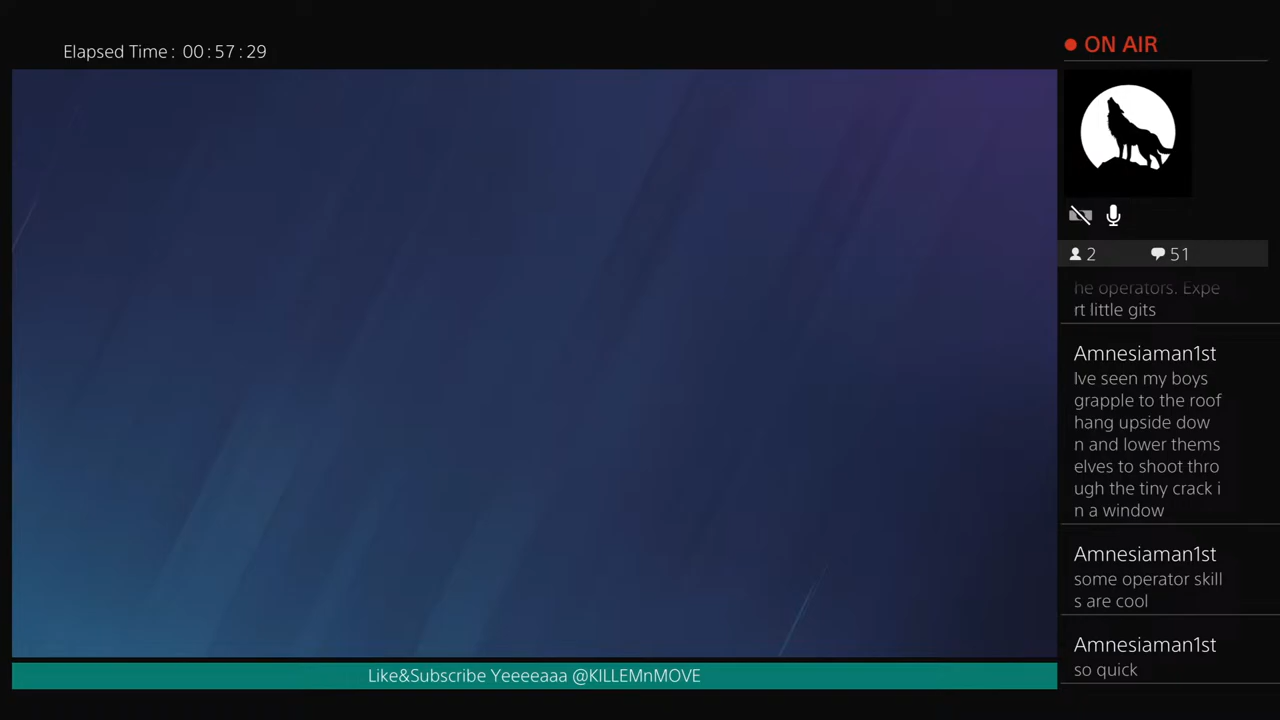 Elapsed Time : 00 : 57 : 29
ON AIR
2
51
he operators. Expe
rt little gits
Amnesiaman1st
Ive seen my boys
grapple to the roof
hang upside dow
n and lower thems
elves to shoot thro
ugh the tiny crack i
n a window
Amnesiaman1st
some operator skill
s are cool
Amnesiaman1st
so quick
Like&Subscribe Yeeeeaaa @KILLEMnMOVE